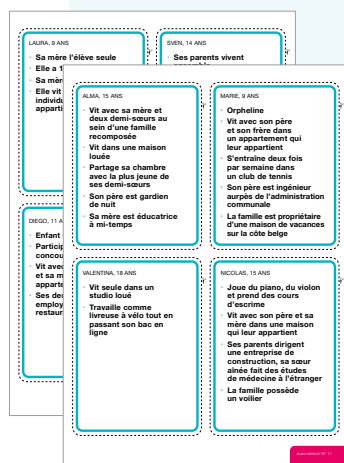 LAURA, 9 ANS
Sa mère l'élève seule
Elle a 1
Sa mèr
Elle vit
individu
apparti
SVEN, 14 ANS
Ses parents vivent
DIEGO, 11 A
Enfant
Particip
concou
Vit avec
et sa m
apparte
Ses de
employ
restaur
ALMA, 15 ANS
Vit avec sa mère et
deux demi-sœurs au
sein d'une famille
recomposée
Vit dans une maison
louée
Partage sa chambre
avec la plus jeune de
ses demi-sœurs
Son père est gardien
de nuit
Sa mère est éducatrice
à mi-temps
MARIE, 9 ANS
Orpheline
Vit avec son père
et son frère dans
un appartement qui
leur appartient
S'entraîne deux fois
par semaine dans
un club de tennis
Son père est ingénieur
aurpès de l'administration
communale
La famille est propriétaire
d'une maison de vacances
sur la côte belge
VALENTINA, 18 ANS
Vit seule dans un
studio loué
Travaille comme
livreuse à vélo tout en
passant son bac en
ligne
NICOLAS, 15 ANS
Joue du piano, du
violon et prend des cours
d'escrime
Vit avec son père et sa
mère dans une maison
qui leur appartient
Ses parents dirigent
une entreprise de
construction, sa sœur
aînée fait des études
de médecine à l'étranger
La famille possède
un voilier